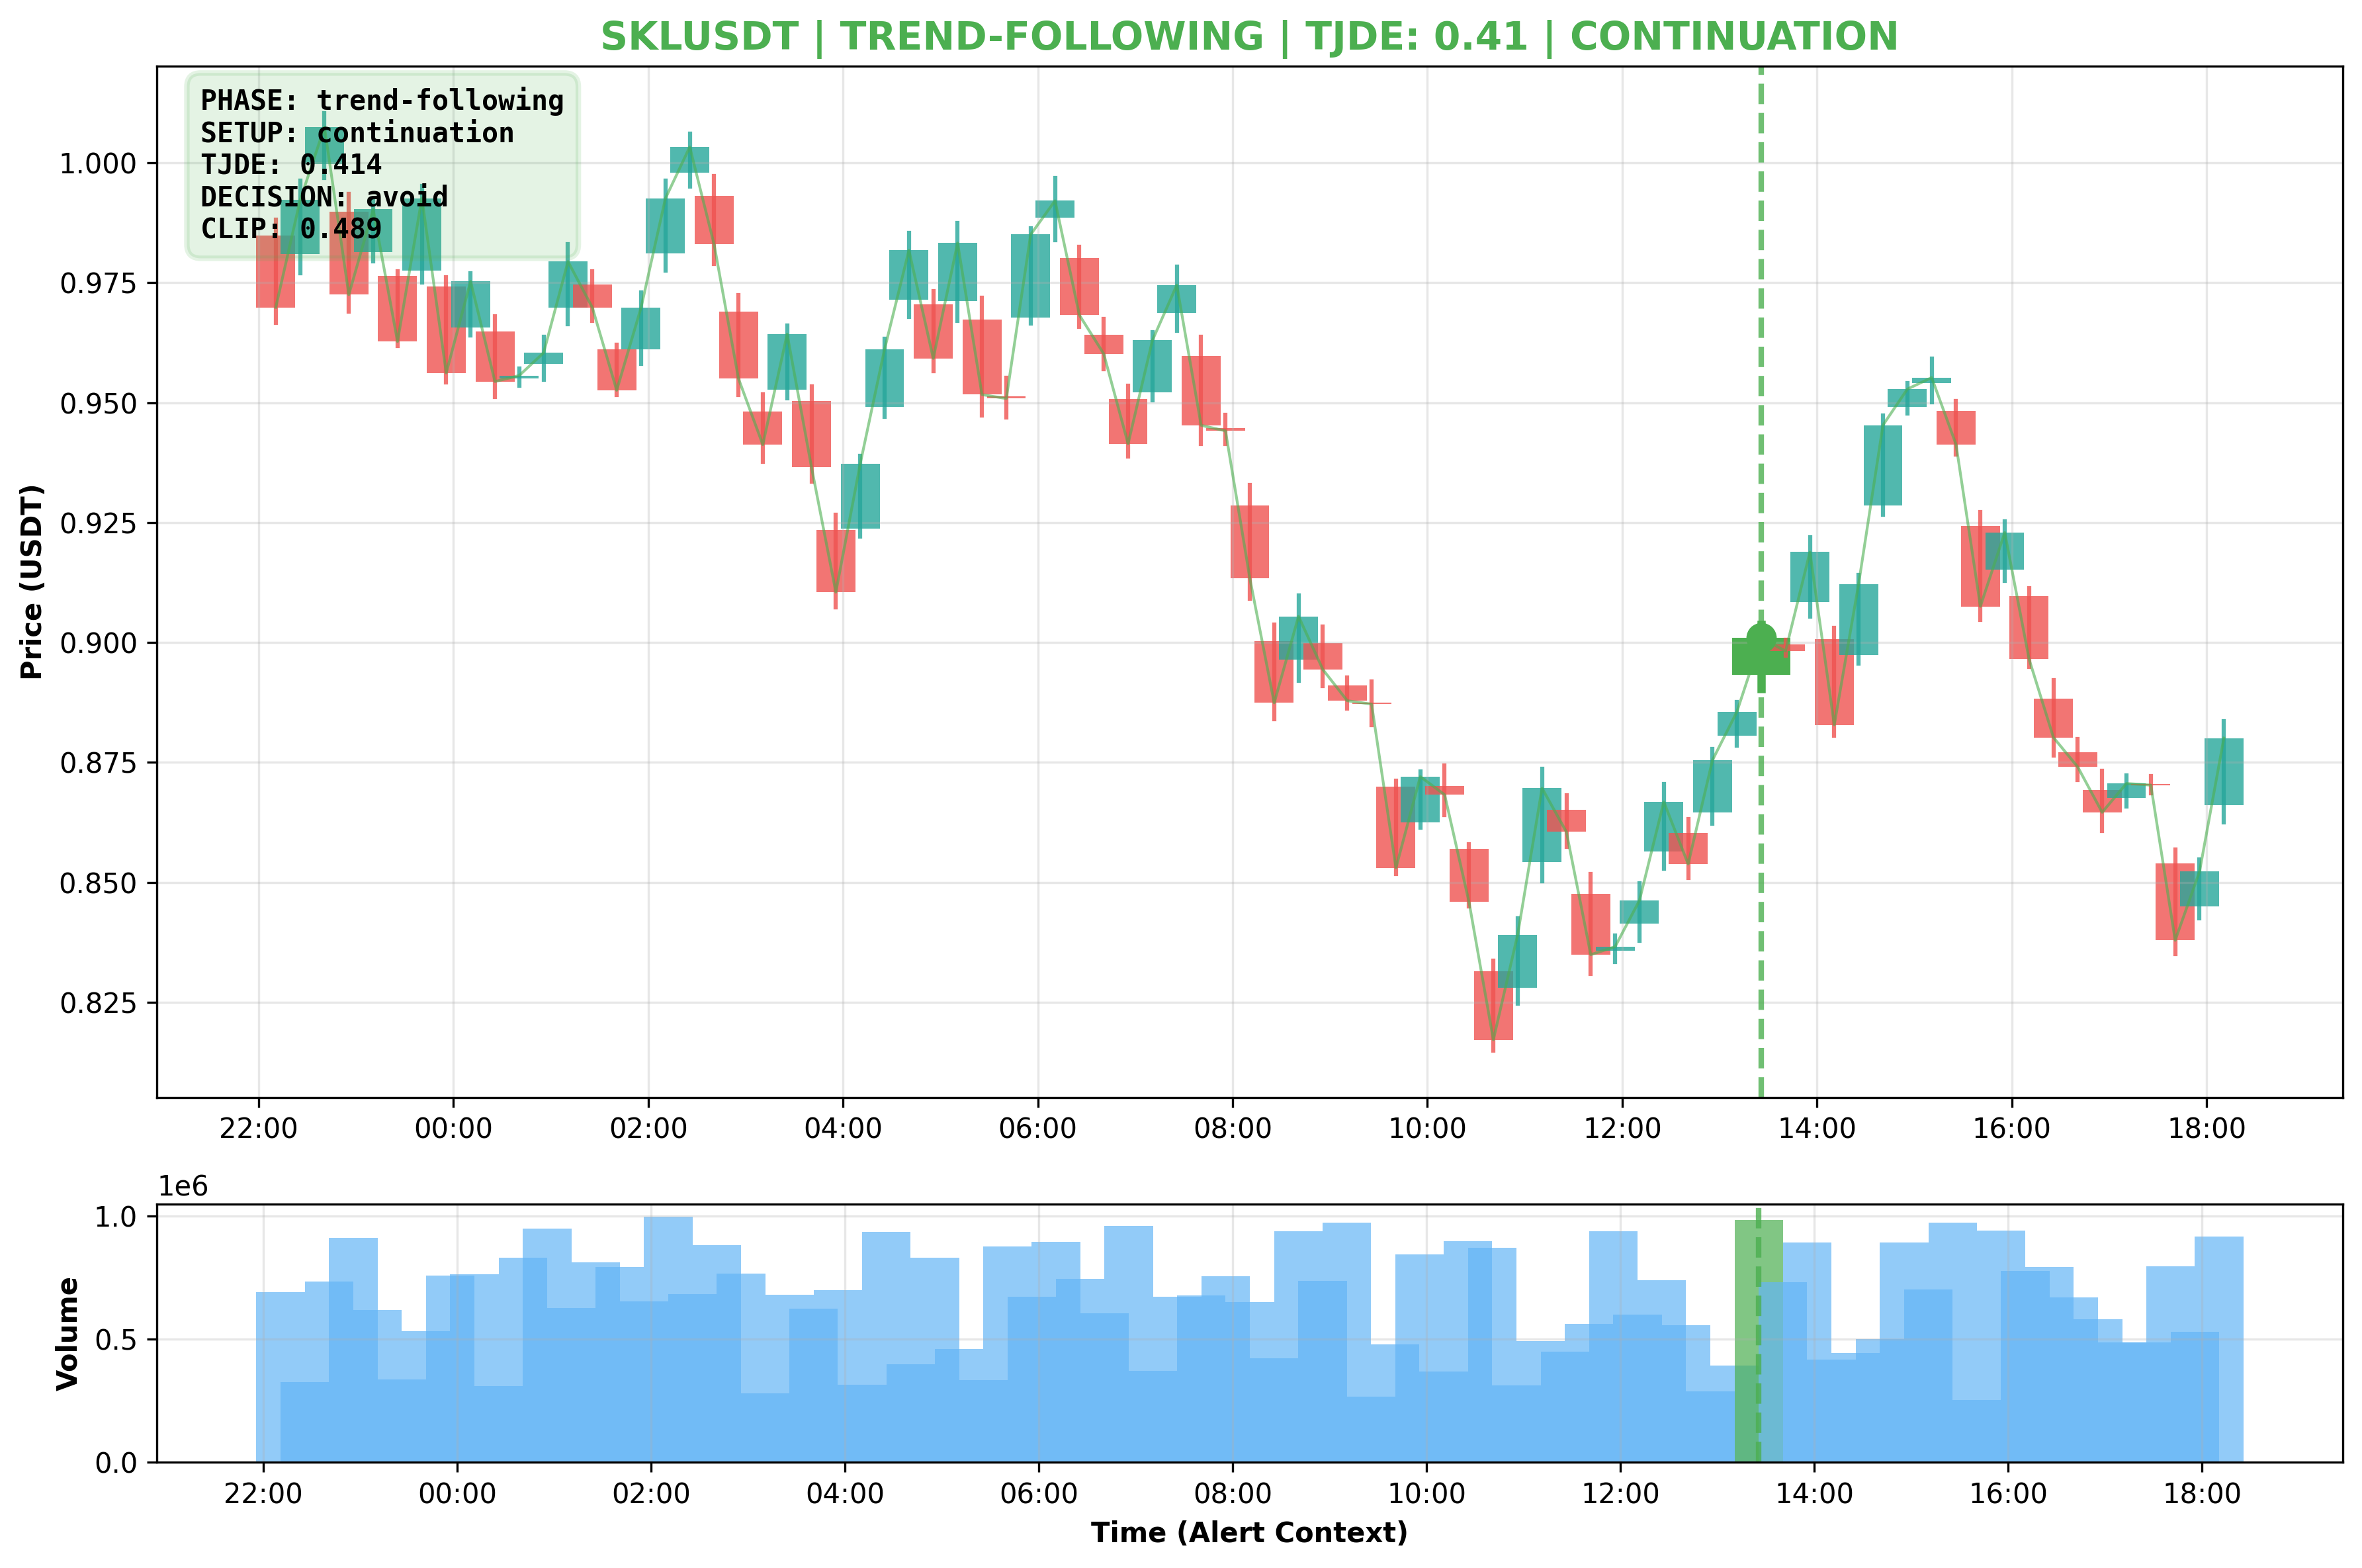 SKLUSDT | TREND-FOLLOWING | TJDE: 0.41 | CONTINUATION
PHASE: trend-following
SETUP: continuation
TJDE: 0.414
DECISION: avoid
CLIP: 0.489
Price (USDT)
1.000
0.975
0.950
0.925
0.900
0.875
0.850
0.825
22:00 00:00 02:00 04:00 06:00 08:00 10:00 12:00 14:00 16:00 18:00
1e6
Volume
1.0
0.5
0.0
22:00 00:00 02:00 04:00 06:00 08:00 10:00 12:00 14:00 16:00 18:00
Time (Alert Context)